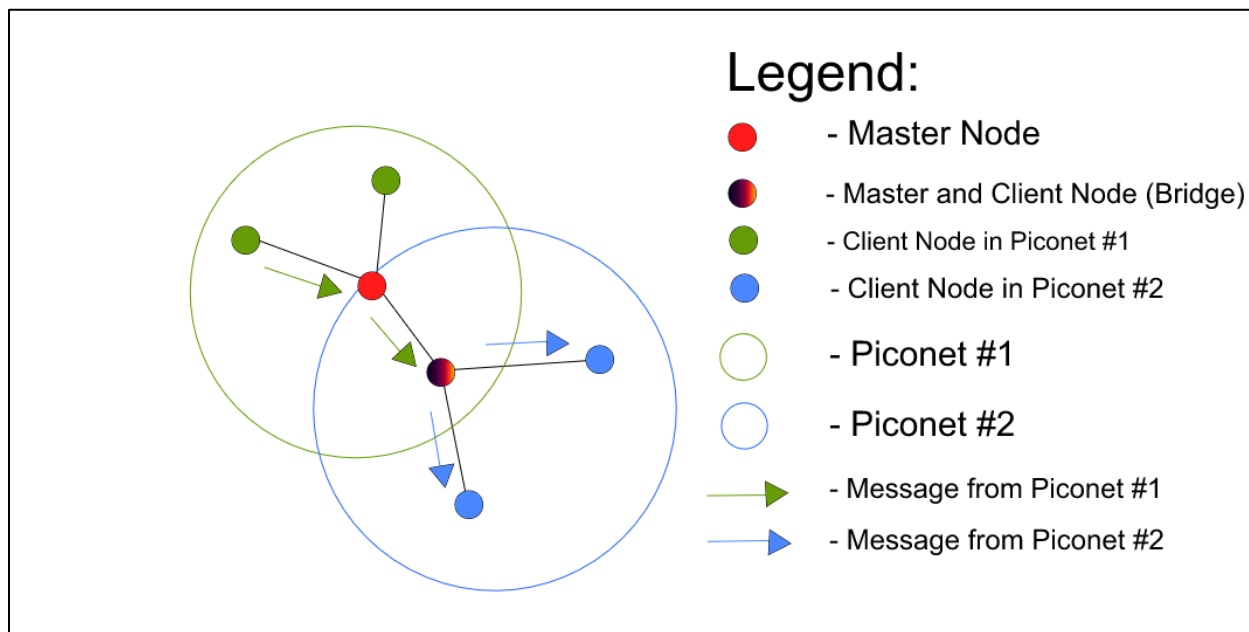 Legend:
- Master Node
- Master and Client Node (Bridge)
- Client Node in Piconet #1
- Client Node in Piconet #2
- Piconet #1
- Piconet #2
- Message from Piconet #1
- Message from Piconet #2